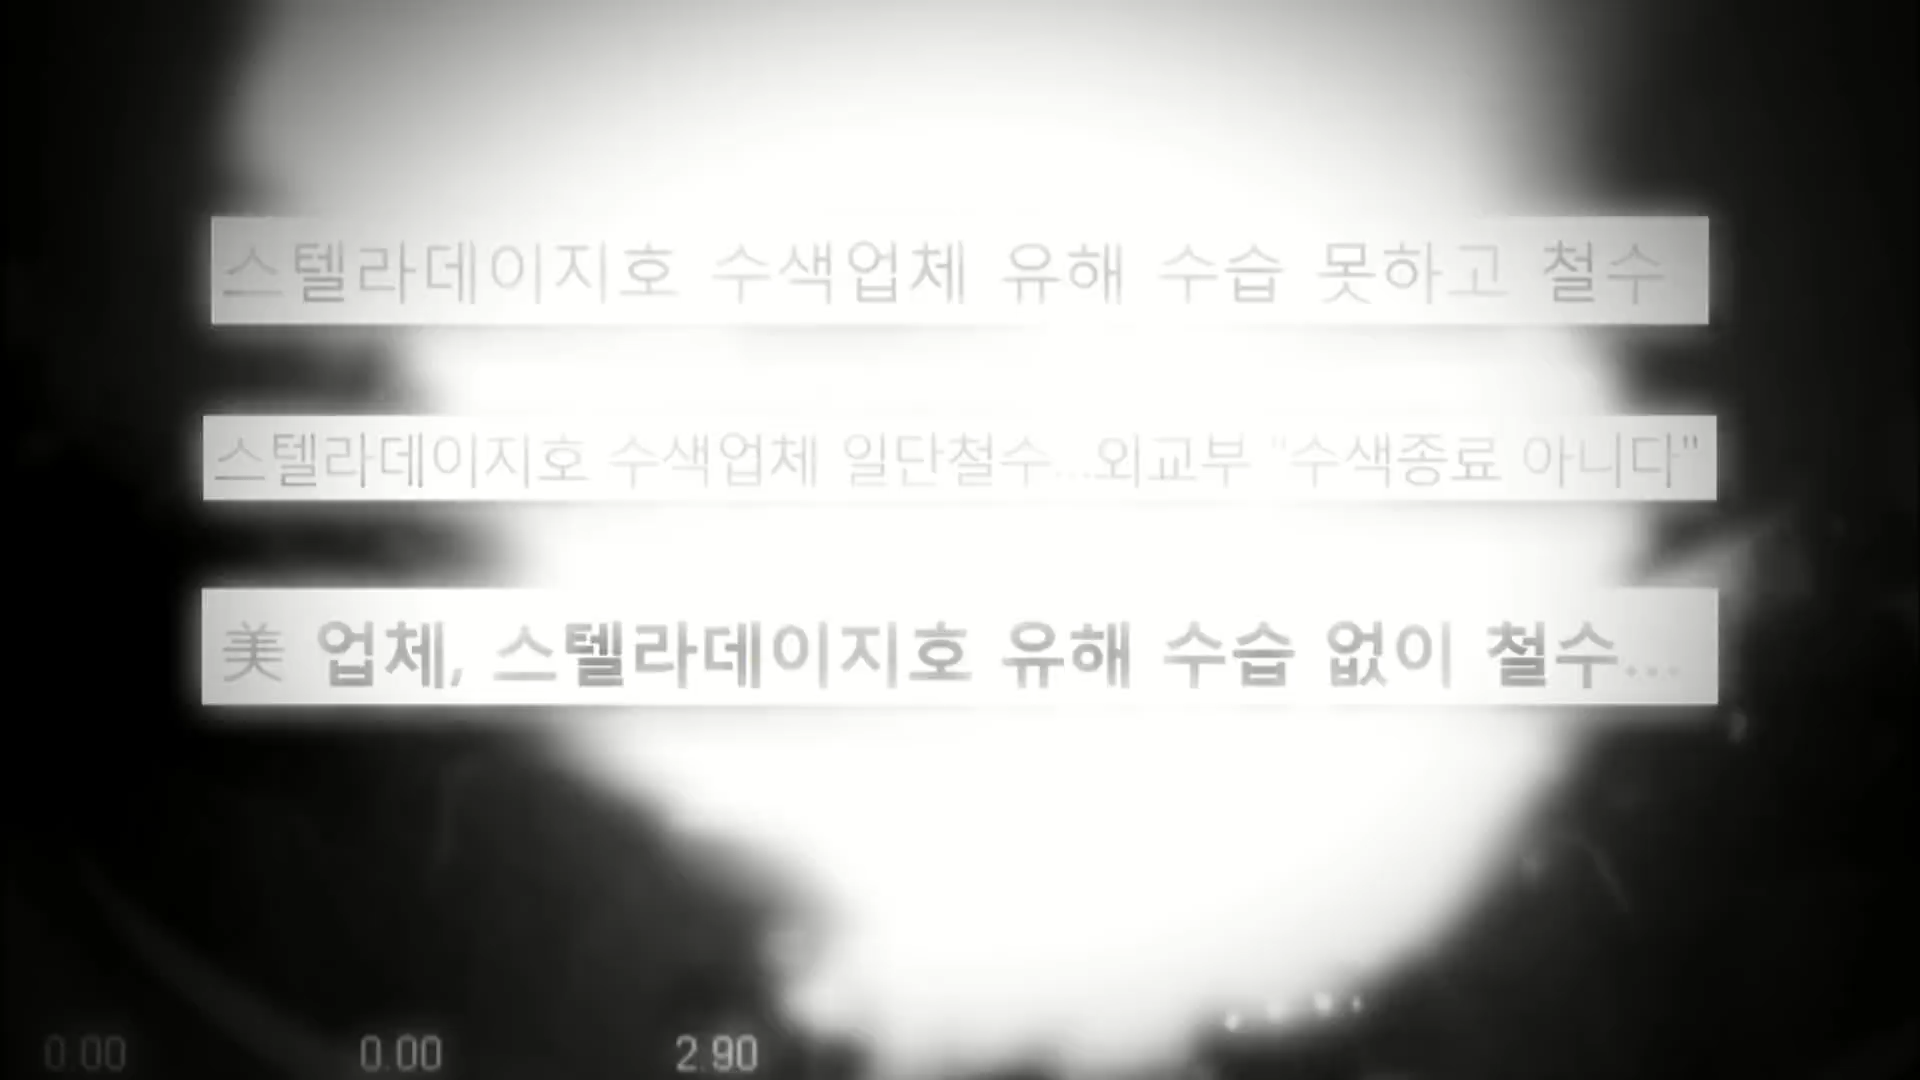 스텔라데이지호 수색업체 유해 수습 못하고 철수
스텔라데이지호 수색업체 일단철수...외교부 "수색종료 아니다"
美 업체, 스텔라데이지호 유해 수습 없이 철수...
0.00 0.00 2.90